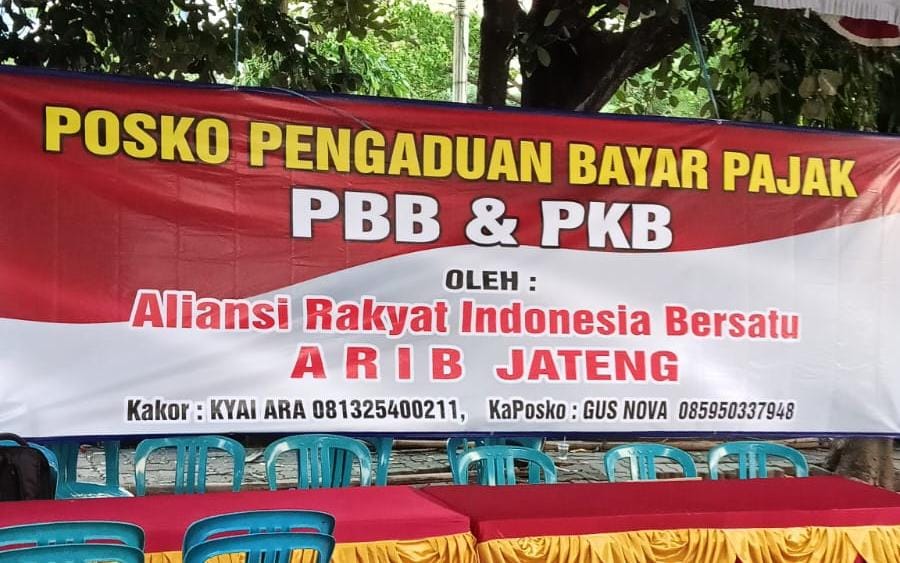 POSKO PENGADUAN BAYAR PAJAK
PBB & PKB
OLEH :
Aliansi Rakyat Indonesia Bersatu
A R I B JATENG
Kakor : KYAI ARA 081325400211, KaPosko : GUS NOVA 085950337948